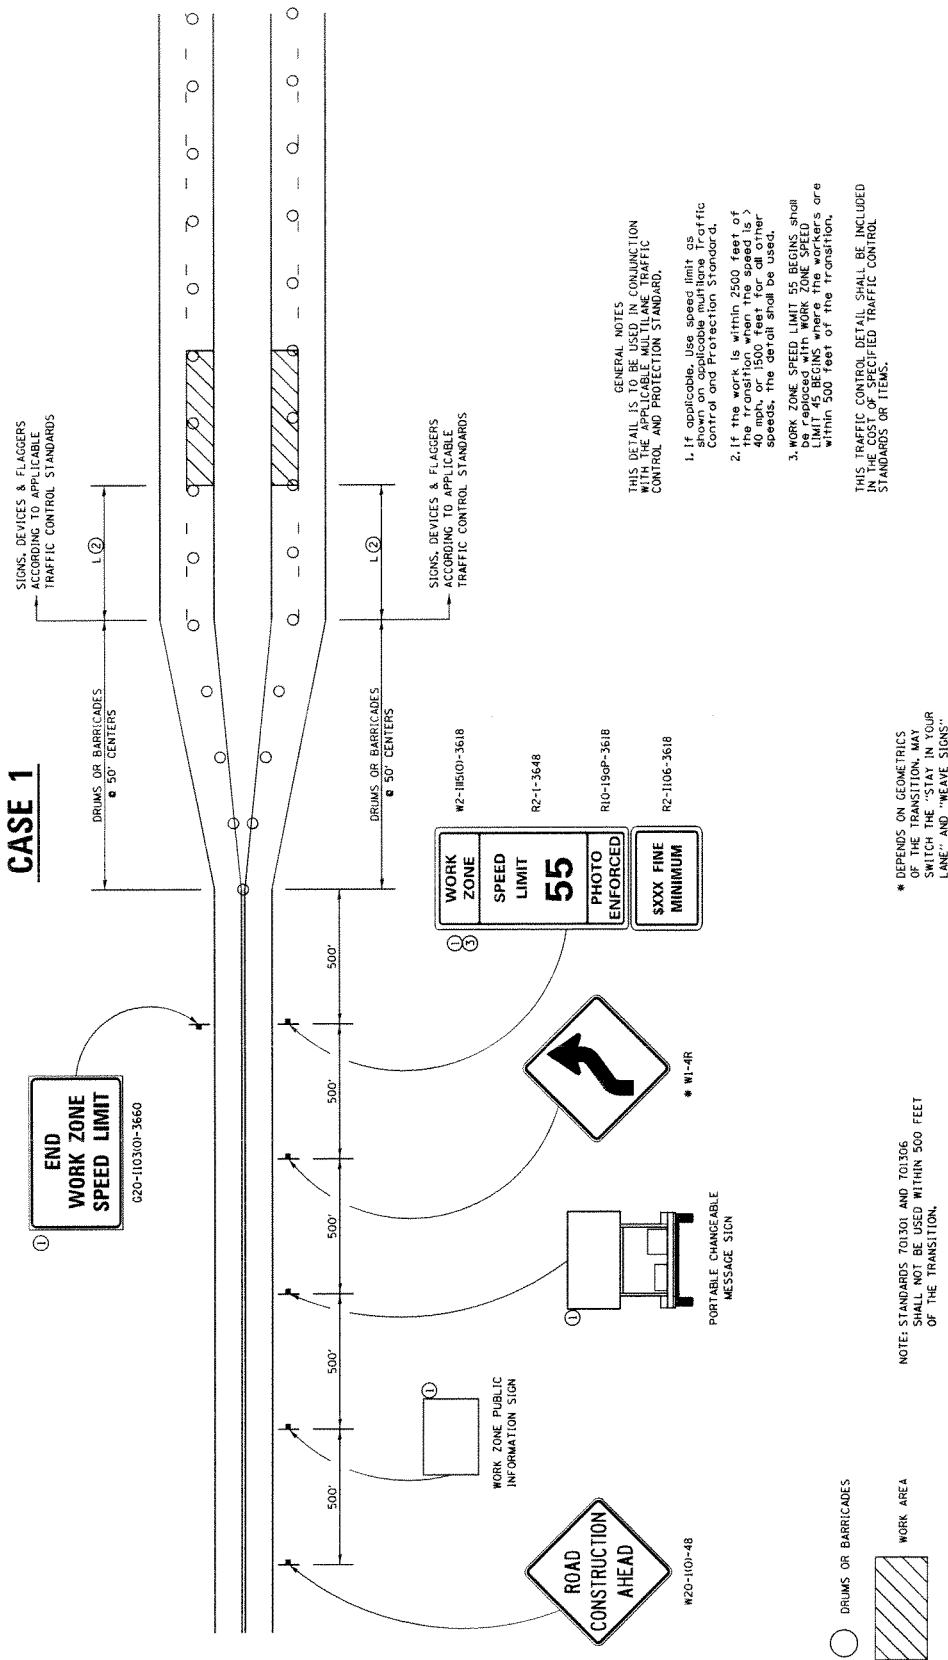 CASE 1
SIGNS, DEVICES & FLAGGERS
ACCORDING TO APPLICABLE
TRAFFIC CONTROL STANDARDS
L ②
DRUMS OR BARRICADES
@ 50' CENTERS
①
END
WORK ZONE
SPEED LIMIT
G20-I103(O)-3660
500'
500'
500'
500'
500'
DRUMS OR BARRICADES
@ 50' CENTERS
L ②
SIGNS, DEVICES & FLAGGERS
ACCORDING TO APPLICABLE
TRAFFIC CONTROL STANDARDS
ROAD
CONSTRUCTION
AHEAD
W20-I(O)-48
①
WORK ZONE PUBLIC
INFORMATION SIGN
①
PORTABLE CHANGEABLE
MESSAGE SIGN
* W1-4R
①
③
WORK
ZONE
SPEED
LIMIT
55
PHOTO
ENFORCED
$XXX FINE
MINIMUM
W2-I115(O)-3618
R2-1-3648
R10-I90P-3618
R2-I106-3618
GENERAL NOTES
THIS DETAIL IS TO BE USED IN CONJUNCTION
WITH THE APPLICABLE MULTILANE TRAFFIC
CONTROL AND PROTECTION STANDARD.
1. If applicable. Use speed limit as
shown on applicable multilane Traffic
Control and Protection Standard.
2. If the work is within 2500 feet of
the transition when the speed is >
40 mph, or 1500 feet for all other
speeds, the detail shall be used.
3. WORK ZONE SPEED LIMIT 55 BEGINS shall
be replaced with WORK ZONE SPEED
LIMIT 45 BEGINS where the workers are
within 500 feet of the transition.
THIS TRAFFIC CONTROL DETAIL SHALL BE INCLUDED
IN THE COST OF SPECIFIED TRAFFIC CONTROL
STANDARDS OR ITEMS.
DRUMS OR BARRICADES
WORK AREA
NOTE: STANDARDS 701301 AND 701306
SHALL NOT BE USED WITHIN 500 FEET
OF THE TRANSITION.
* DEPENDS ON GEOMETRICS
OF THE TRANSITION, MAY
SWITCH THE "STAY IN YOUR
LANE" AND "WEAVE SIGNS"